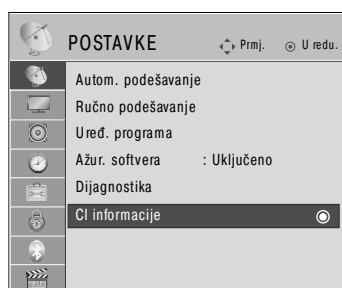 POSTAVKE Prmj. U redu.
Autom. podešavanje
Ručno podešavanje
Uređ. programa
Ažur. softvera : Uključeno
Dijagnostika
CI informacije